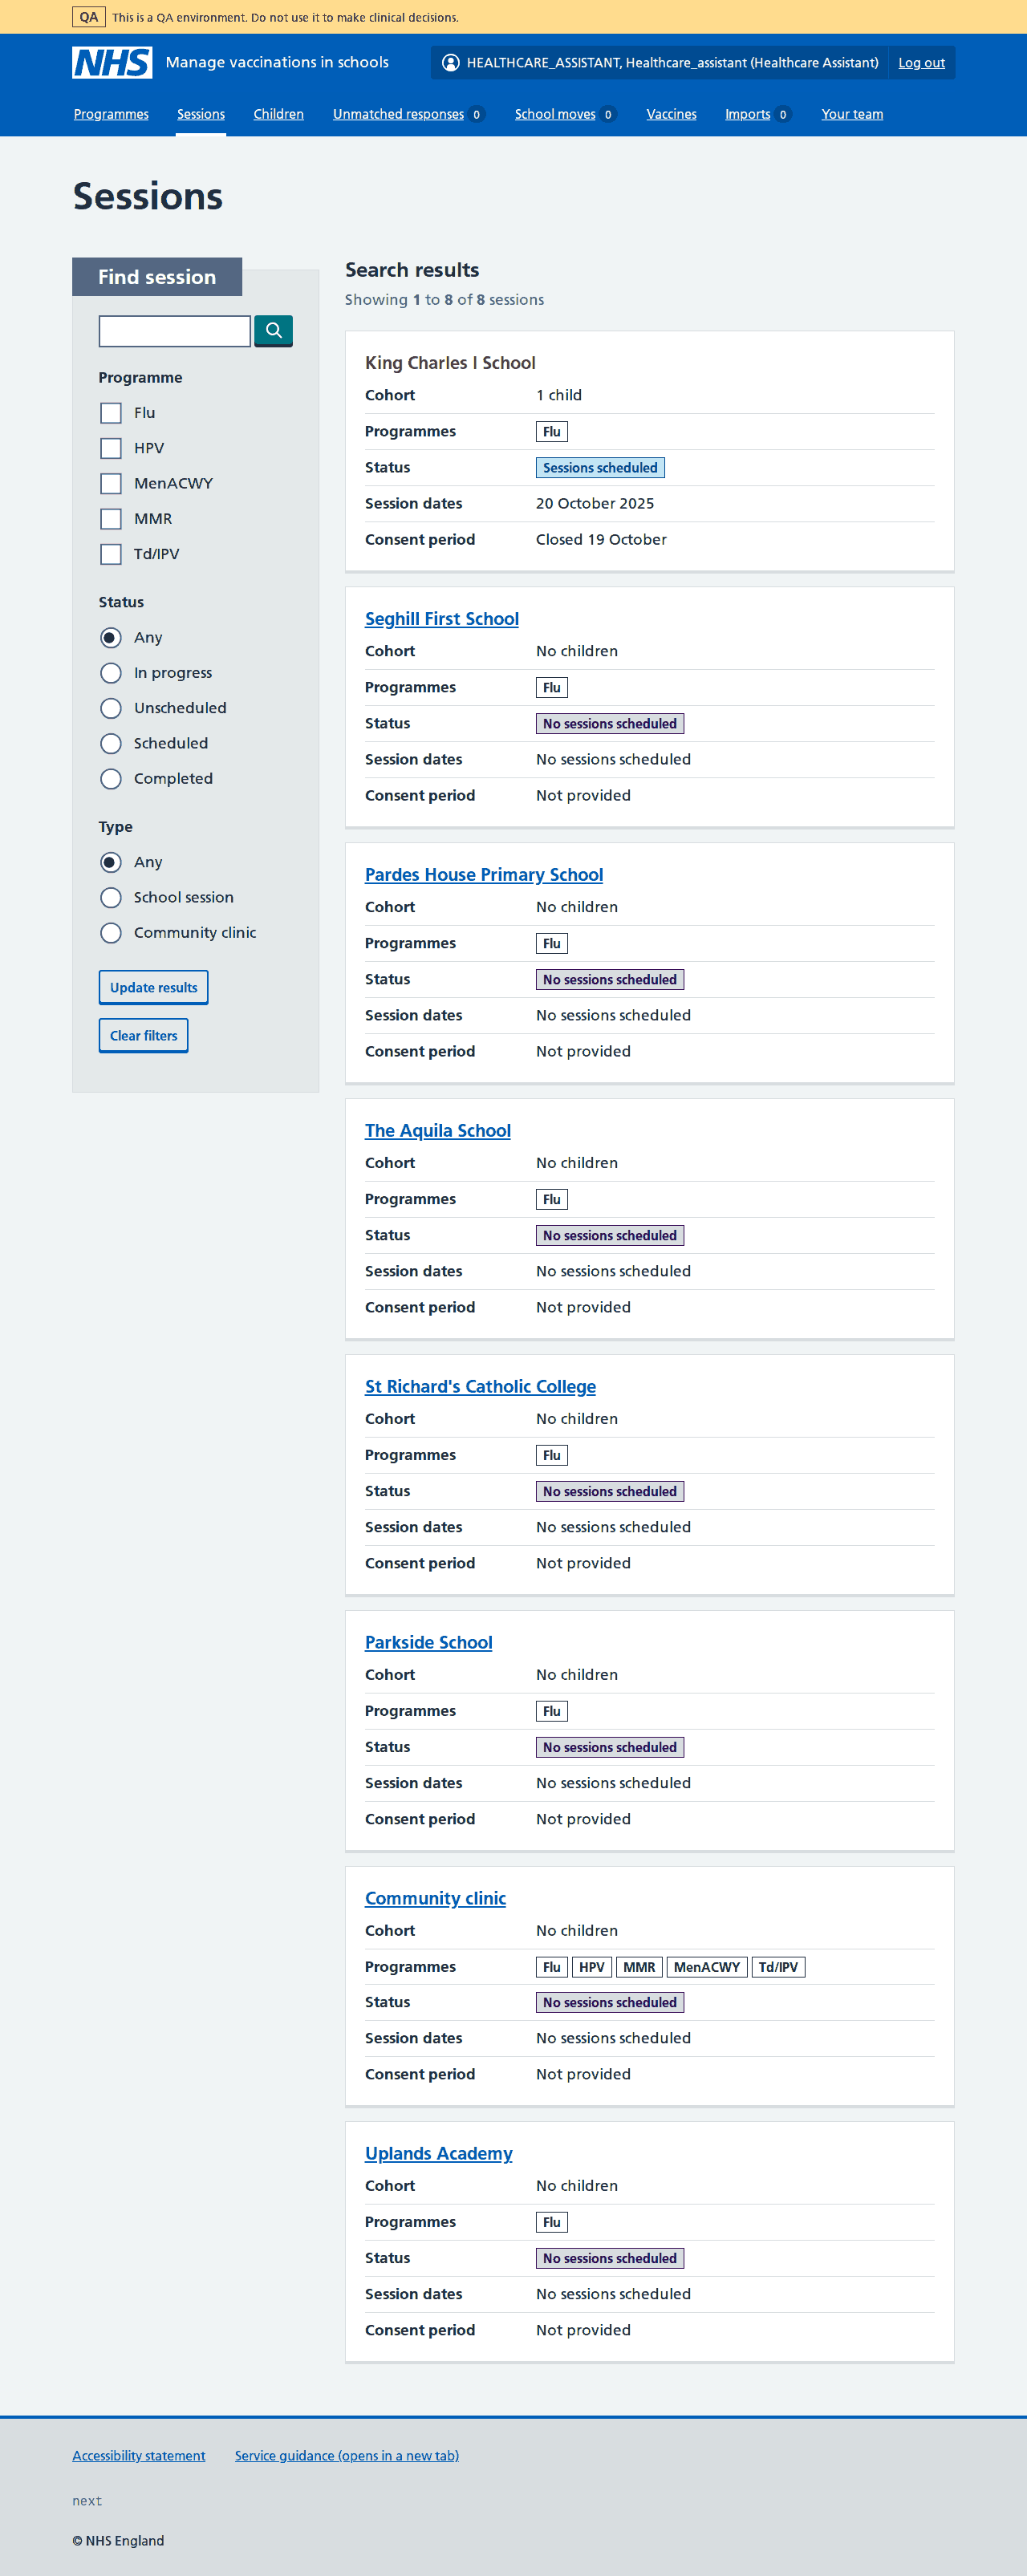 QA This is a QA environment. Do not use it to make clinical decisions.
NHS Manage vaccinations in schools HEALTHCARE_ASSISTANT, Healthcare_assistant (Healthcare Assistant) Log out
Programmes Sessions Children Unmatched responses 0 School moves 0 Vaccines Imports 0 Your team
Sessions
Find session
Programme
Flu
HPV
MenACWY
MMR
Td/IPV
Status
Any
In progress
Unscheduled
Scheduled
Completed
Type
Any
School session
Community clinic
Update results
Clear filters
Search results
Showing 1 to 8 of 8 sessions
King Charles I School
Cohort 1 child
Programmes Flu
Status Sessions scheduled
Session dates 20 October 2025
Consent period Closed 19 October
Seghill First School
Cohort No children
Programmes Flu
Status No sessions scheduled
Session dates No sessions scheduled
Consent period Not provided
Pardes House Primary School
Cohort No children
Programmes Flu
Status No sessions scheduled
Session dates No sessions scheduled
Consent period Not provided
The Aquila School
Cohort No children
Programmes Flu
Status No sessions scheduled
Session dates No sessions scheduled
Consent period Not provided
St Richard's Catholic College
Cohort No children
Programmes Flu
Status No sessions scheduled
Session dates No sessions scheduled
Consent period Not provided
Parkside School
Cohort No children
Programmes Flu
Status No sessions scheduled
Session dates No sessions scheduled
Consent period Not provided
Community clinic
Cohort No children
Programmes Flu HPV MMR MenACWY Td/IPV
Status No sessions scheduled
Session dates No sessions scheduled
Consent period Not provided
Uplands Academy
Cohort No children
Programmes Flu
Status No sessions scheduled
Session dates No sessions scheduled
Consent period Not provided
Accessibility statement Service guidance (opens in a new tab)
next
© NHS England